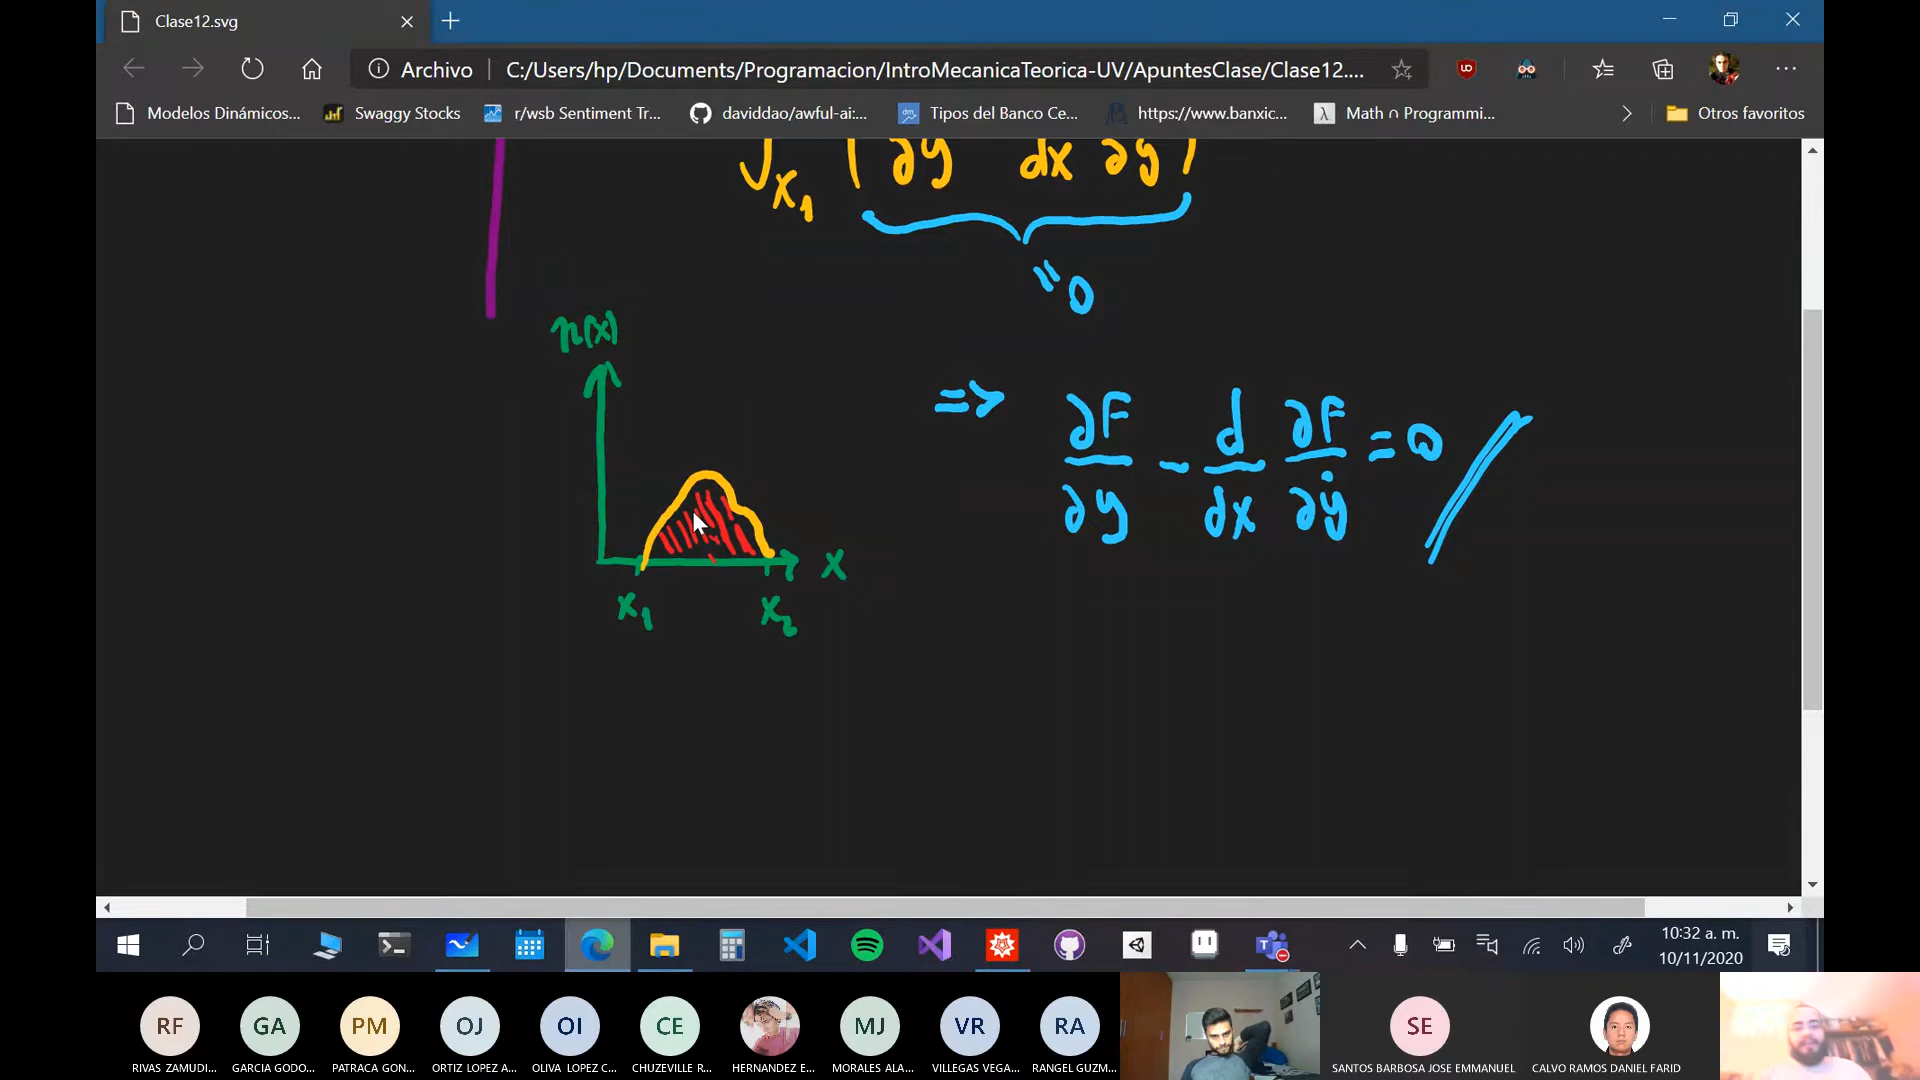 Clase12.svg
Archivo | C:/Users/hp/Documents/Programacion/IntroMecanicaTeorica-UV/ApuntesClase/Clase12....
Modelos Dinámicos... Swaggy Stocks r/wsb Sentiment Tr... daviddao/awful-ai:... Tipos del Banco Ce... https://www.banxic... Math ∩ Programmi... Otros favoritos
∫x₁ ( ∂y dx ∂y )
=0
η(x)
=> ∂F/∂y - d/dx ∂F/∂ẏ = 0
x
x₁ x₂
10:32 a. m.
10/11/2020
RF GA PM OJ OI CE MJ VR RA SE
RIVAS ZAMUDI... GARCIA GODO... PATRACA GON... ORTIZ LOPEZ A... OLIVA LOPEZ C... CHUZEVILLE R... HERNANDEZ E... MORALES ALA... VILLEGAS VEGA... RANGEL GUZM... SANTOS BARBOSA JOSE EMMANUEL CALVO RAMOS DANIEL FARID